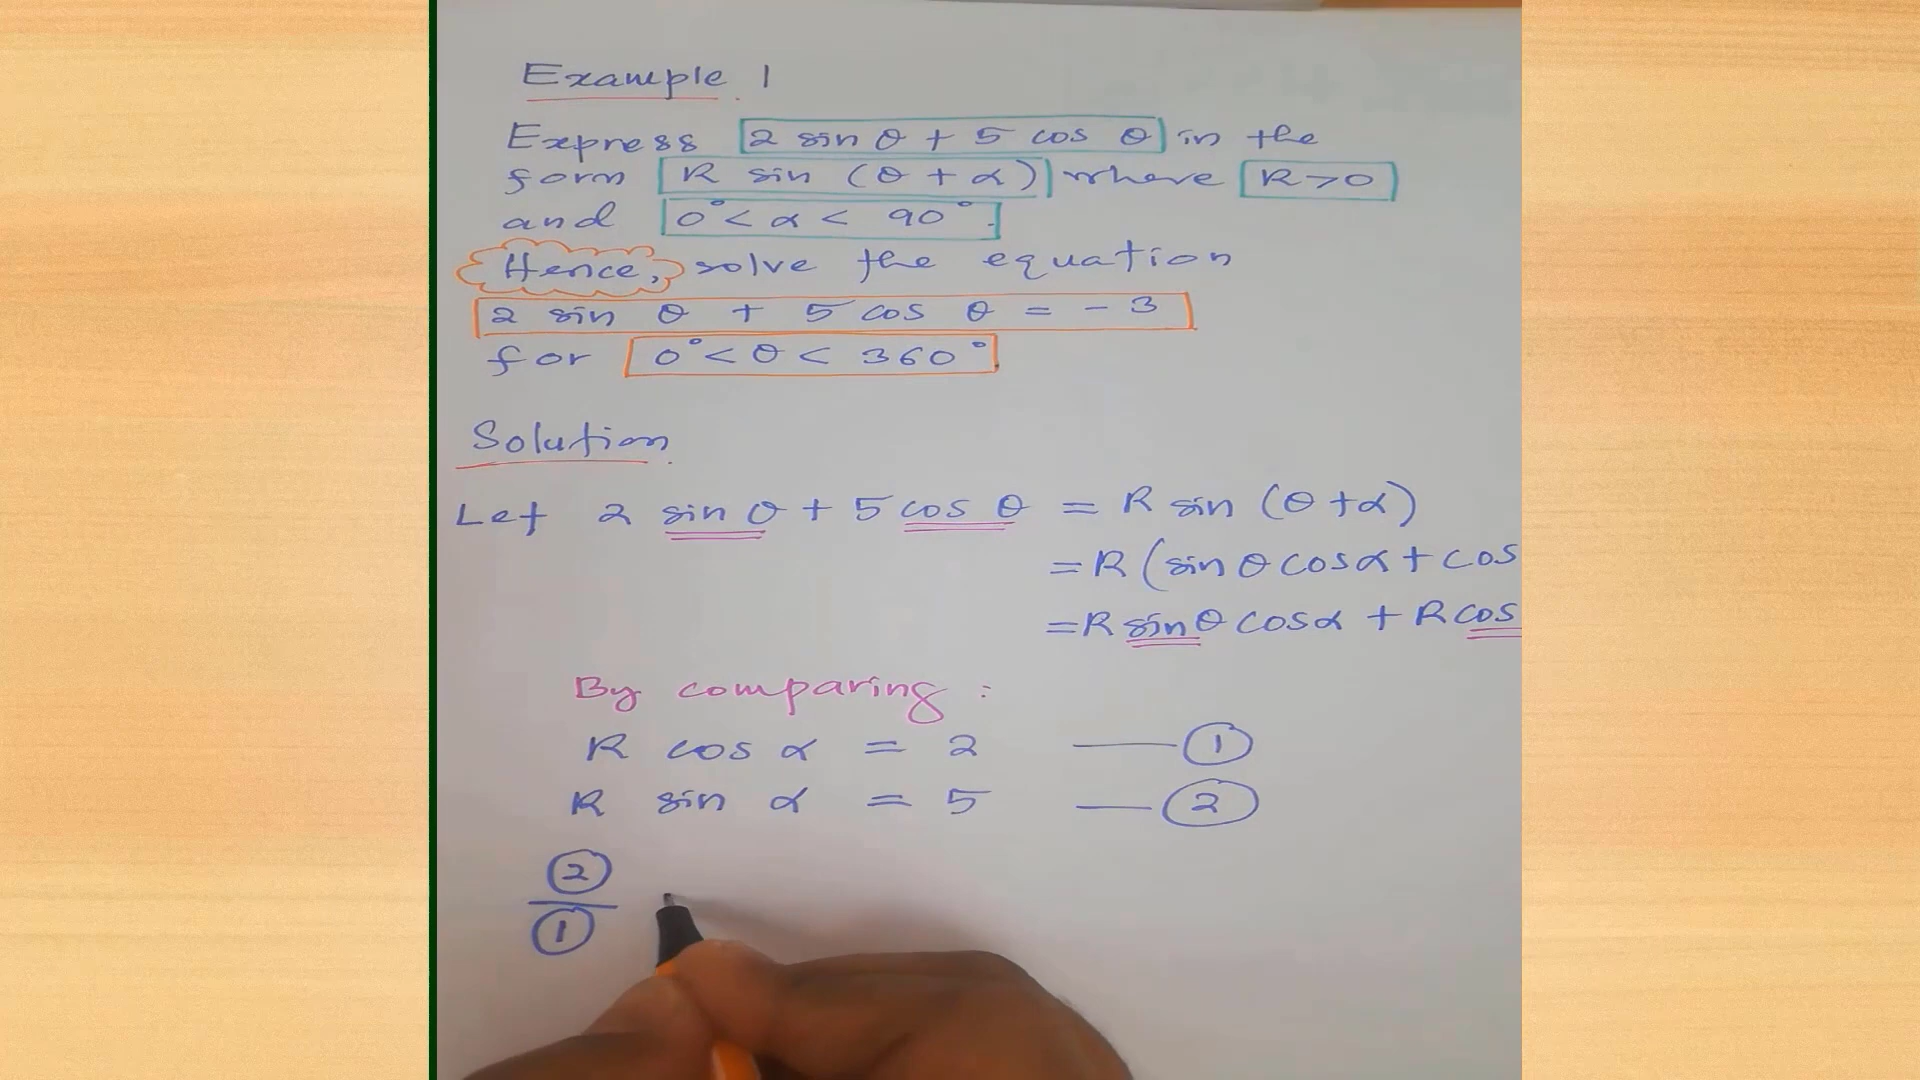 Example 1
Express 2 sin θ + 5 cos θ in the
form R sin (θ + α) where R > 0
and 0° < α < 90°.
Hence, solve the equation
2 sin θ + 5 cos θ = - 3
for 0° < θ < 360°.
Solution
Let 2 sin θ + 5 cos θ = R sin (θ + α)
= R (sin θ cos α + cos
= R sin θ cos α + R cos
By comparing :
R cos α = 2 —— ①
R sin α = 5 —— ②
②
①